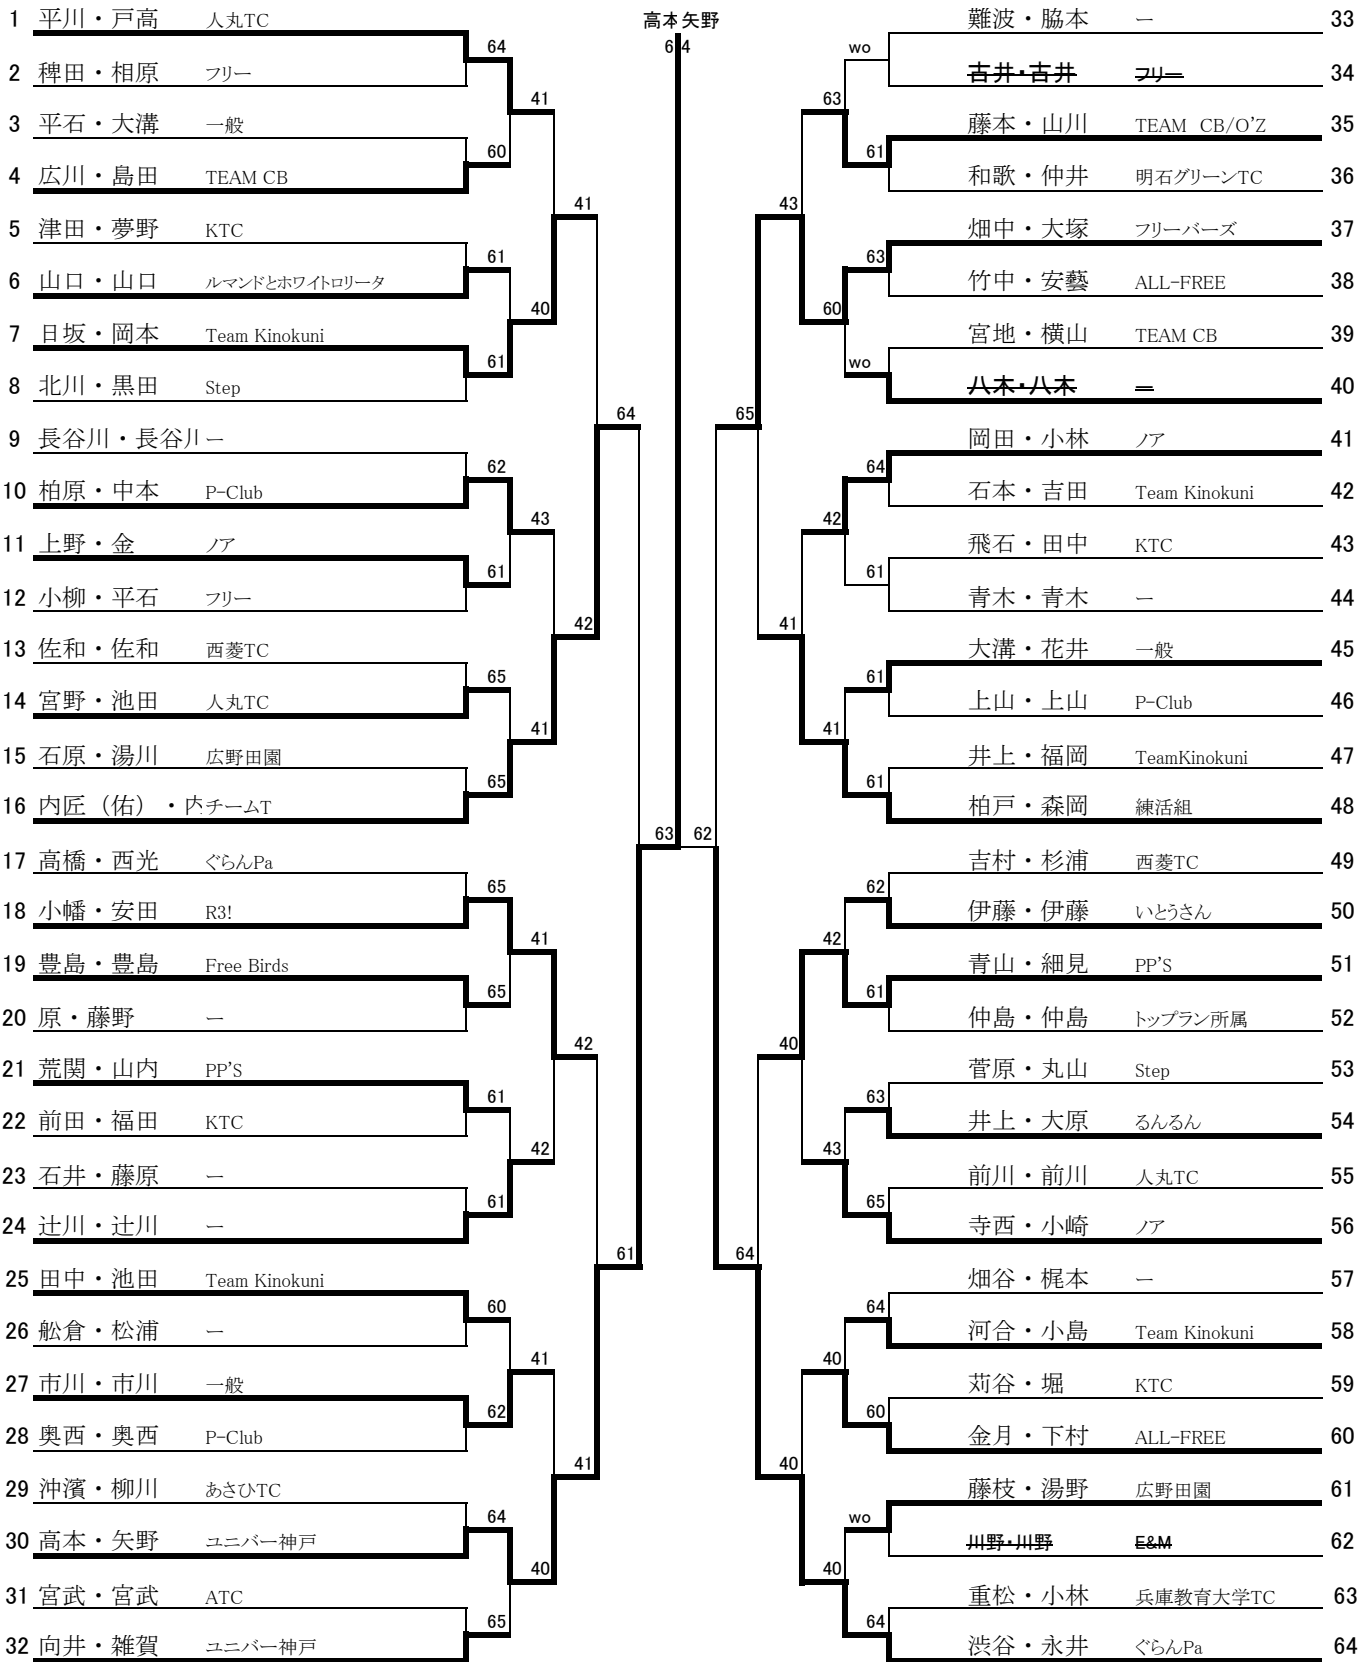 高本矢野
6 4
1 平川・戸高 人丸TC
64
2 稗田・相原 フリー
41
3 平石・大溝 一般
60
4 広川・島田 TEAM CB
41
5 津田・夢野 KTC
61
6 山口・山口 ルマンドとホワイトロリータ
40
7 日坂・岡本 Team Kinokuni
61
8 北川・黒田 Step
64
9 長谷川・長谷川 ー
62
10 柏原・中本 P-Club
43
11 上野・金 ノア
61
12 小柳・平石 フリー
42
13 佐和・佐和 西菱TC
65
14 宮野・池田 人丸TC
41
15 石原・湯川 広野田園
65
16 内匠（佑）・内 チームT
63
17 高橋・西光 ぐらんPa
65
18 小幡・安田 R3!
41
19 豊島・豊島 Free Birds
65
20 原・藤野 ー
42
21 荒関・山内 PP'S
61
22 前田・福田 KTC
42
23 石井・藤原 ー
61
24 辻川・辻川 ー
61
25 田中・池田 Team Kinokuni
60
26 舩倉・松浦 ー
41
27 市川・市川 一般
62
28 奥西・奥西 P-Club
41
29 沖濱・柳川 あさひTC
64
30 高本・矢野 ユニバー神戸
40
31 宮武・宮武 ATC
65
32 向井・雑賀 ユニバー神戸
難波・脇本 ー 33
wo
古井・古井 フリー 34
63
藤本・山川 TEAM CB/O'Z 35
61
和歌・仲井 明石グリーンTC 36
43
畑中・大塚 フリーバーズ 37
63
竹中・安藝 ALL-FREE 38
60
宮地・横山 TEAM CB 39
wo
八木・八木 ー 40
65
岡田・小林 ノア 41
64
石本・吉田 Team Kinokuni 42
42
飛石・田中 KTC 43
61
青木・青木 ー 44
41
大溝・花井 一般 45
61
上山・上山 P-Club 46
41
井上・福岡 TeamKinokuni 47
61
柏戸・森岡 練活組 48
62
吉村・杉浦 西菱TC 49
62
伊藤・伊藤 いとうさん 50
42
青山・細見 PP'S 51
61
仲島・仲島 トップラン所属 52
40
菅原・丸山 Step 53
63
井上・大原 るんるん 54
43
前川・前川 人丸TC 55
65
寺西・小崎 ノア 56
64
畑谷・梶本 ー 57
64
河合・小島 Team Kinokuni 58
40
苅谷・堀 KTC 59
60
金月・下村 ALL-FREE 60
40
藤枝・湯野 広野田園 61
wo
川野・川野 E&M 62
40
重松・小林 兵庫教育大学TC 63
64
渋谷・永井 ぐらんPa 64